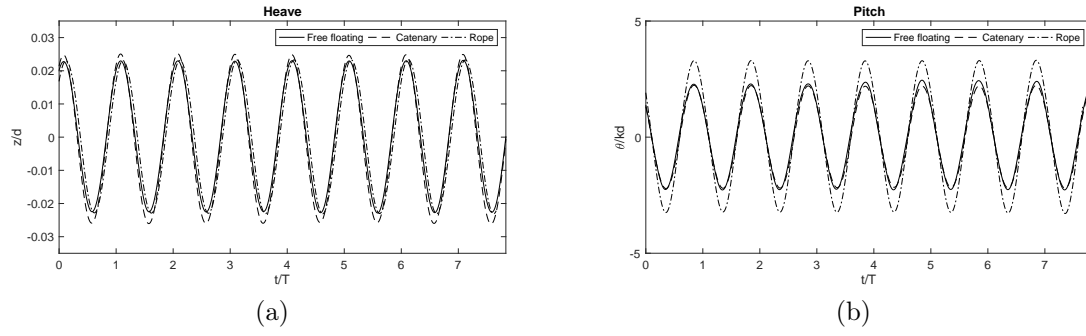 Heave
Free floating Catenary Rope
0.03
0.02
0.01
0
-0.01
-0.02
-0.03
z/d
0 1 2 3 4 5 6 7
t/T
(a)
Pitch
Free floating Catenary Rope
5
0
-5
θ/kd
0 1 2 3 4 5 6 7
t/T
(b)